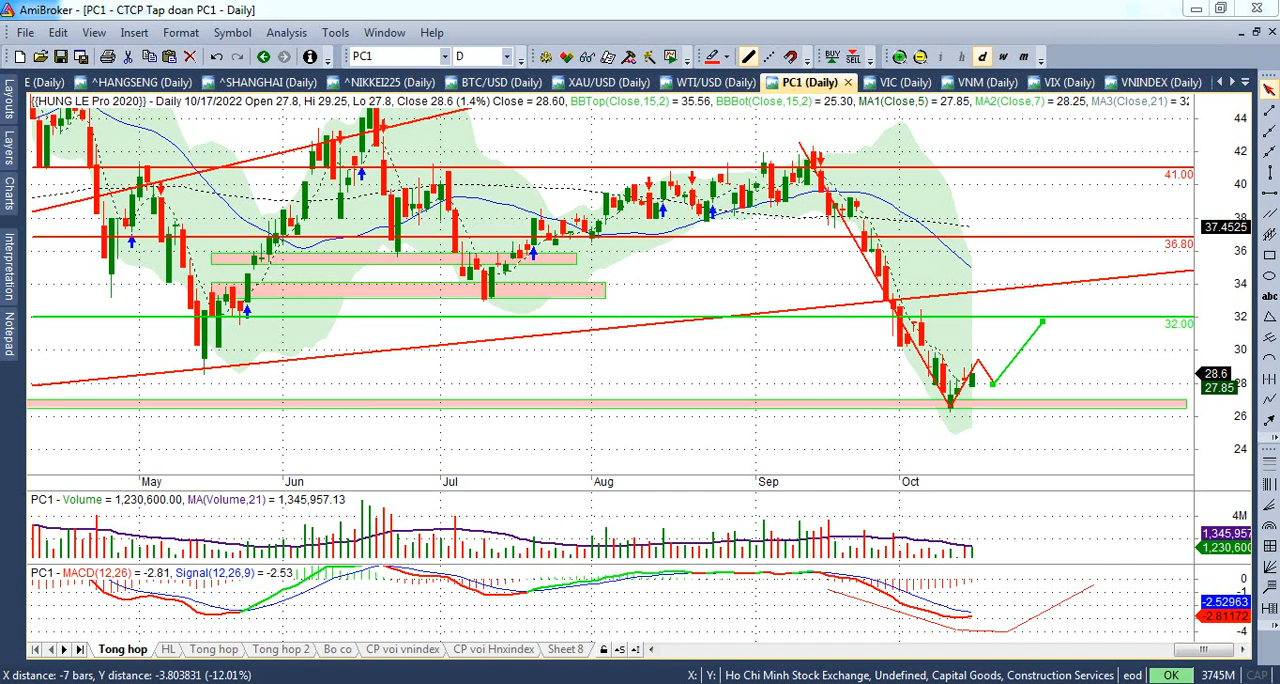 AmiBroker - [PC1 - CTCP Tap doan PC1 - Daily]
File Edit View Insert Format Symbol Analysis Tools Window Help
PC1 D BUY SELL i h d w m
E (Daily) ^HANGSENG (Daily) ^SHANGHAI (Daily) ^NIKKEI225 (Daily) BTC/USD (Daily) XAU/USD (Daily) WTI/USD (Daily) PC1 (Daily) VIC (Daily) VNM (Daily) VIX (Daily) VNINDEX (Daily)
Layouts
Layers
Charts
Interpretation
Notepad
{{HUNG LE Pro 2020}} - Daily 10/17/2022 Open 27.8, Hi 29.25, Lo 27.8, Close 28.6 (1.4%) Close = 28.60, BBTop(Close,15,2) = 35.56, BBBot(Close,15,2) = 25.30, MA1(Close,5) = 27.85, MA2(Close,7) = 28.25, MA3(Close,21) = 32
44
42
41.00
40
38
37.4525
36.80
36
34
32.00
32
30
28.6
28
27.85
26
24
abc
May Jun Jul Aug Sep Oct
PC1 - Volume = 1,230,600.00, MA(Volume,21) = 1,345,957.13
4M
1,345,957
1,230,600
PC1 - MACD(12,26) = -2.81, Signal(12,26,9) = -2.53
0
-1
-2.52963
-2.81172
-4
Tong hop HL Tong hop Tong hop 2 Bo co CP voi vnindex CP voi Hnxindex Sheet 8
X distance: -7 bars, Y distance: -3.803831 (-12.01%) X: Y: Ho Chi Minh Stock Exchange, Undefined, Capital Goods, Construction Services eod OK 3745M CAP